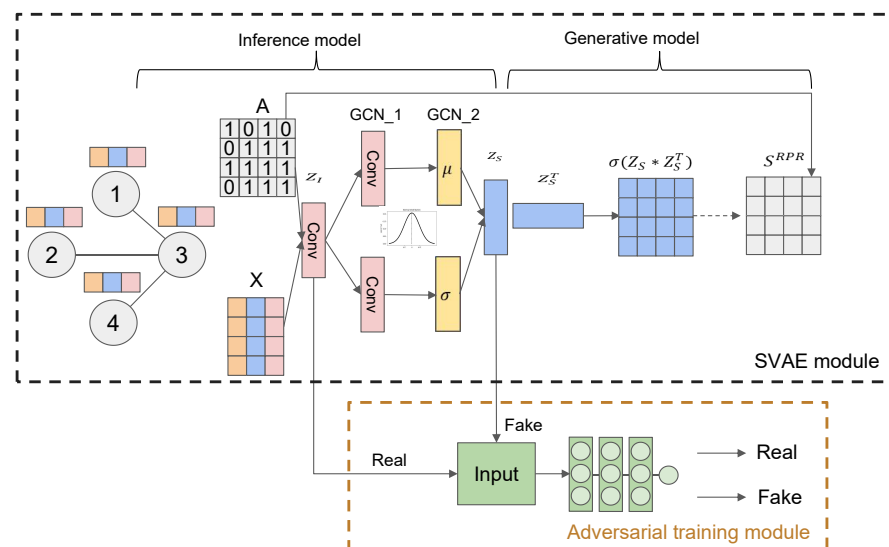 Inference model
Generative model
A
GCN_1
GCN_2
1 0 1 0
0 1 1 1
1 1 1 1
0 1 1 1
Z_I
Conv
Conv
μ
Z_S
Z_S^T
σ(Z_S * Z_S^T)
S^{RPR}
1
2
3
4
X
Conv
σ
SVAE module
Fake
Real
Input
Real
Fake
Adversarial training module